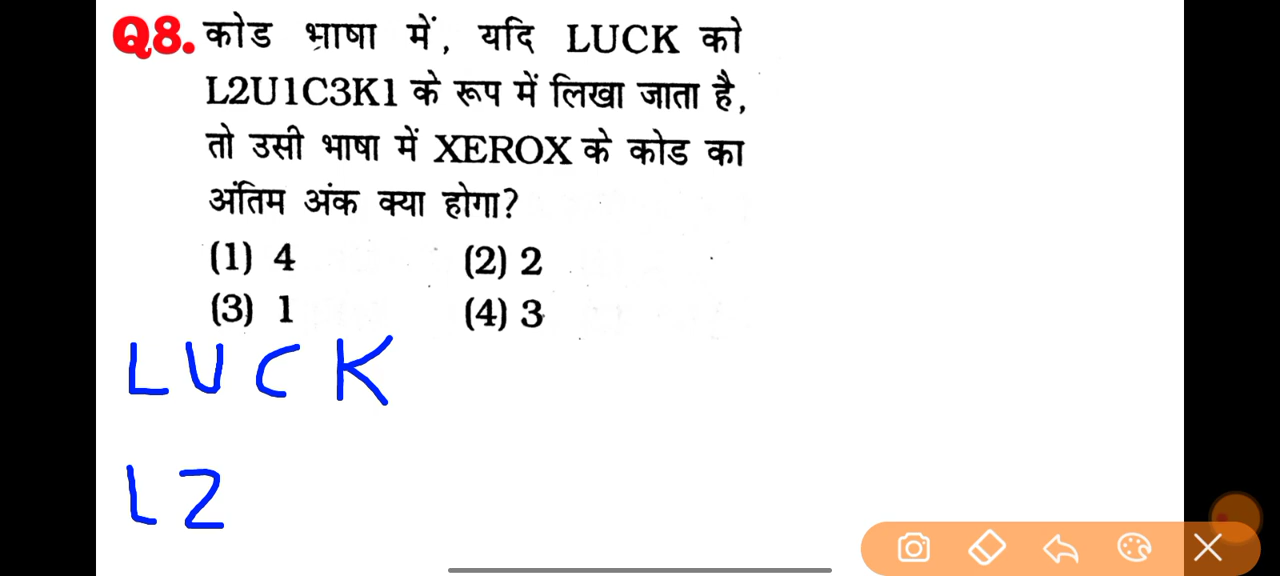 Q8. कोड भाषा में, यदि LUCK को
L2U1C3K1 के रूप में लिखा जाता है,
तो उसी भाषा में XEROX के कोड का
अंतिम अंक क्या होगा?
(1) 4 (2) 2
(3) 1 (4) 3
LUCK
L2